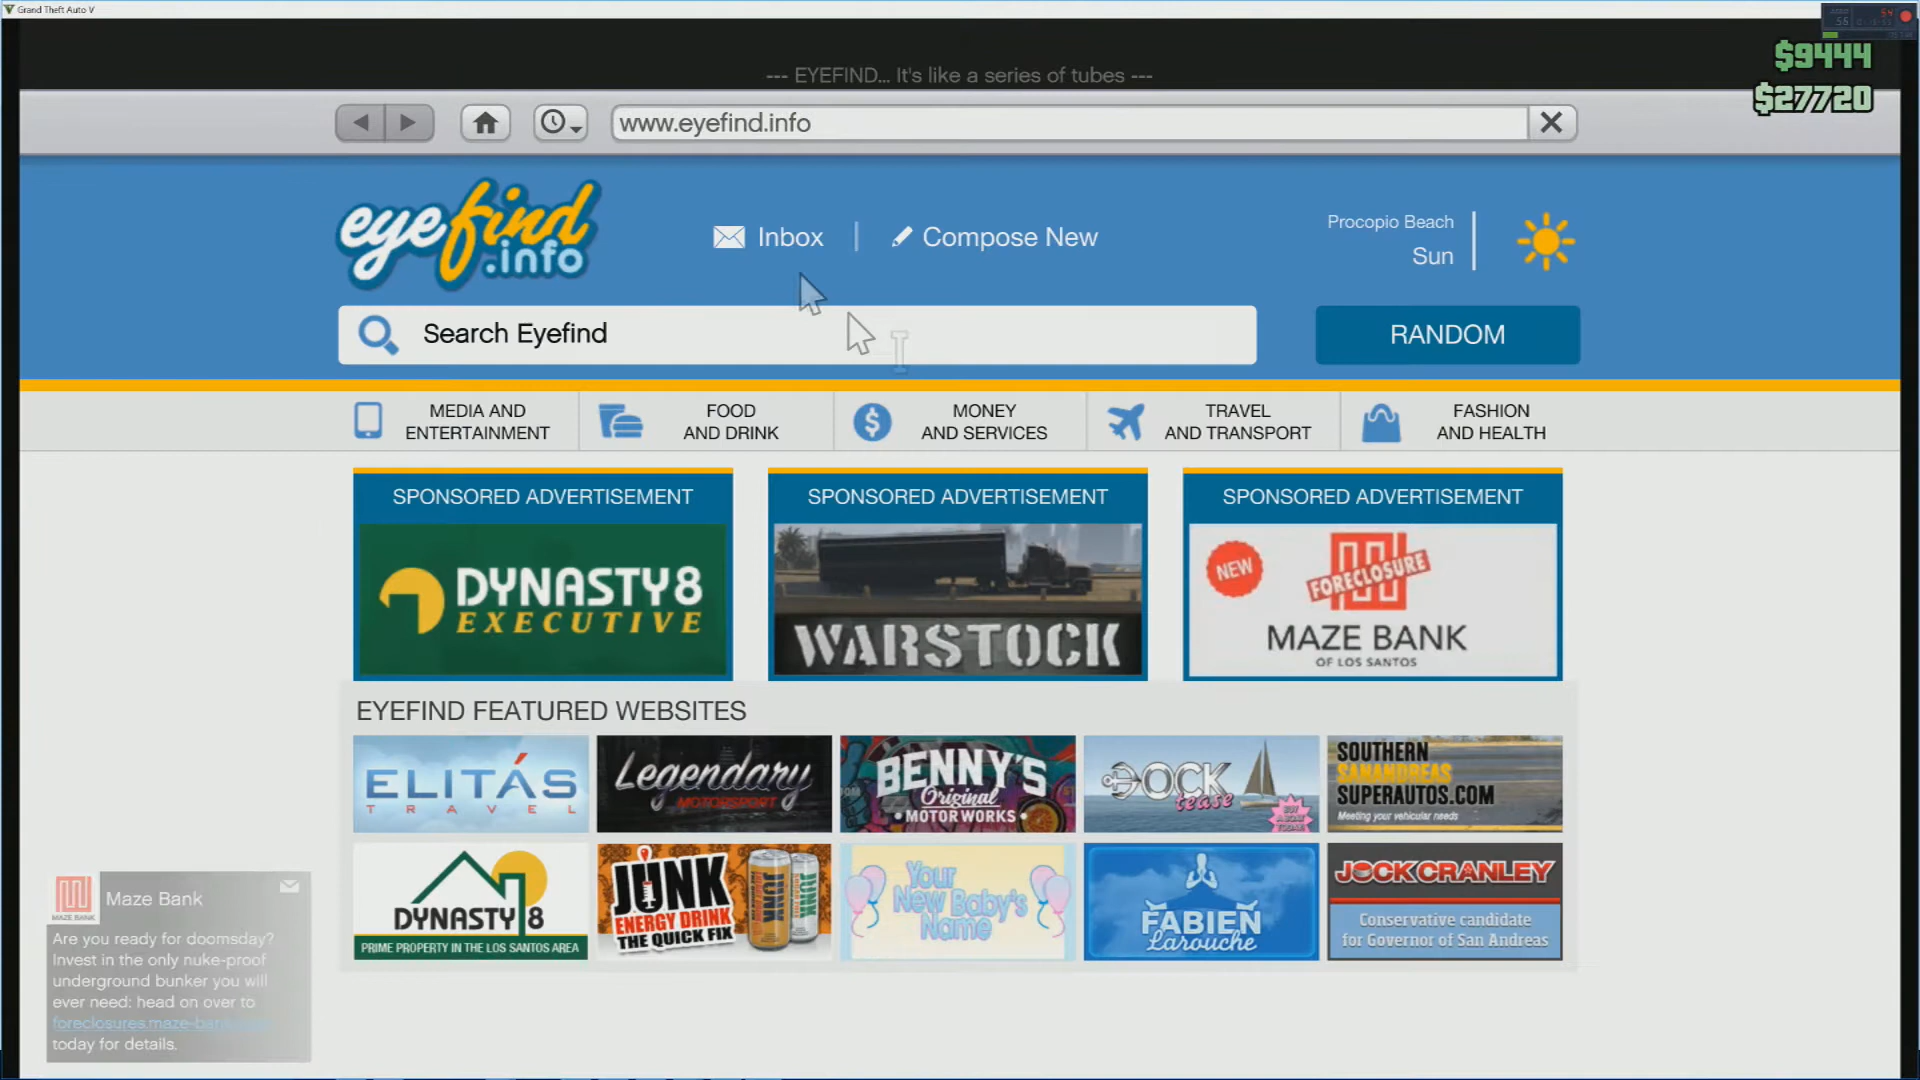 Grand Theft Auto V
$9444
--- EYEFIND... It's like a series of tubes ---
$27720
www.eyefind.info
eyefind.info
Inbox
Compose New
Procopio Beach
Sun
Search Eyefind
RANDOM
MEDIA AND
ENTERTAINMENT
FOOD
AND DRINK
MONEY
AND SERVICES
TRAVEL
AND TRANSPORT
FASHION
AND HEALTH
SPONSORED ADVERTISEMENT
DYNASTY8
EXECUTIVE
SPONSORED ADVERTISEMENT
WARSTOCK
SPONSORED ADVERTISEMENT
NEW
FORECLOSURE
MAZE BANK
OF LOS SANTOS
EYEFIND FEATURED WEBSITES
ELITÁS
TRAVEL
Legendary
MOTORSPORT
BENNY'S
Original
MOTOR WORKS
DOCK
tease
SOUTHERN
SANANDREAS
SUPERAUTOS.COM
Meeting your vehicular needs
DYNASTY 8
PRIME PROPERTY IN THE LOS SANTOS AREA
JUNK
ENERGY DRINK
THE QUICK FIX
Your
New Baby's
Name
FABIEN
Larouche
JOCK CRANLEY
Conservative candidate
for Governor of San Andreas
MAZE BANK
Maze Bank
Are you ready for doomsday?
Invest in the only nuke-proof
underground bunker you will
ever need: head on over to
today for details.